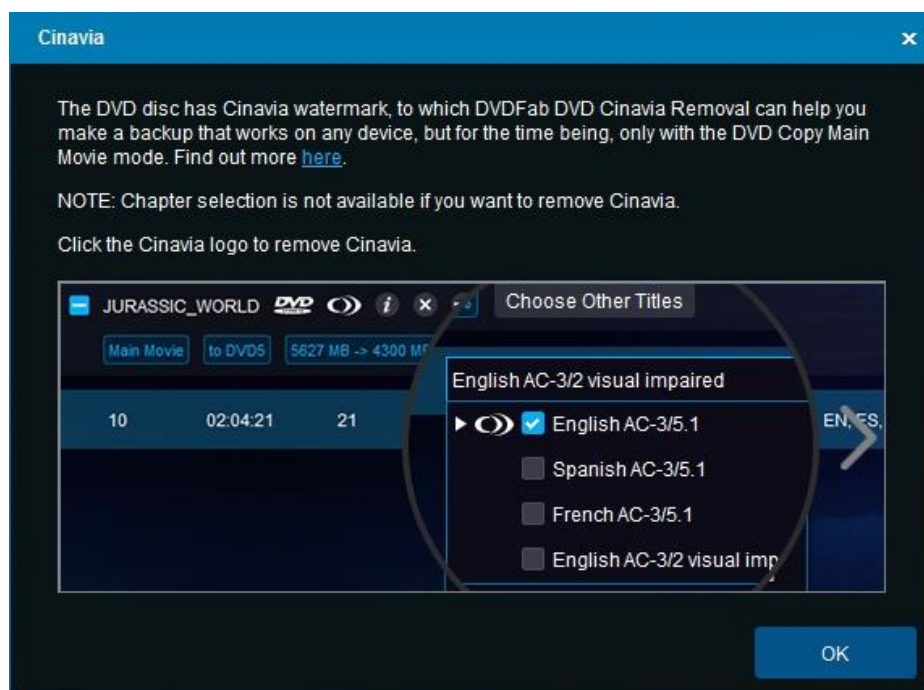 Cinavia
The DVD disc has Cinavia watermark, to which DVDFab DVD Cinavia Removal can help you
make a backup that works on any device, but for the time being, only with the DVD Copy Main
Movie mode. Find out more here.
NOTE: Chapter selection is not available if you want to remove Cinavia.
Click the Cinavia logo to remove Cinavia.
JURASSIC_WORLD DVD i x Choose Other Titles
Main Movie to DVD5 5627 MB -> 4300
English AC-3/2 visual impaired
10 02:04:21 21 English AC-3/5.1 EN, ES,
Spanish AC-3/5.1
French AC-3/5.1
English AC-3/2 visual imp
OK